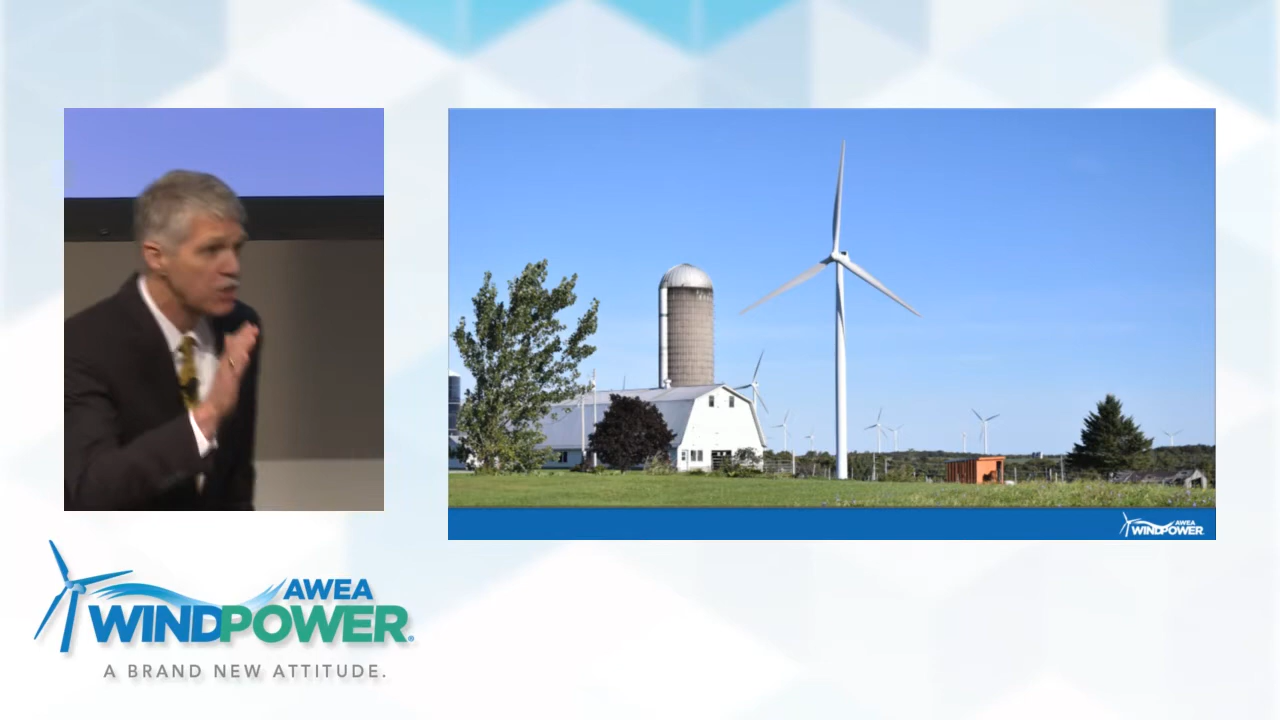 AWEA
WINDPOWER
AWEA
WINDPOWER®
A BRAND NEW ATTITUDE.